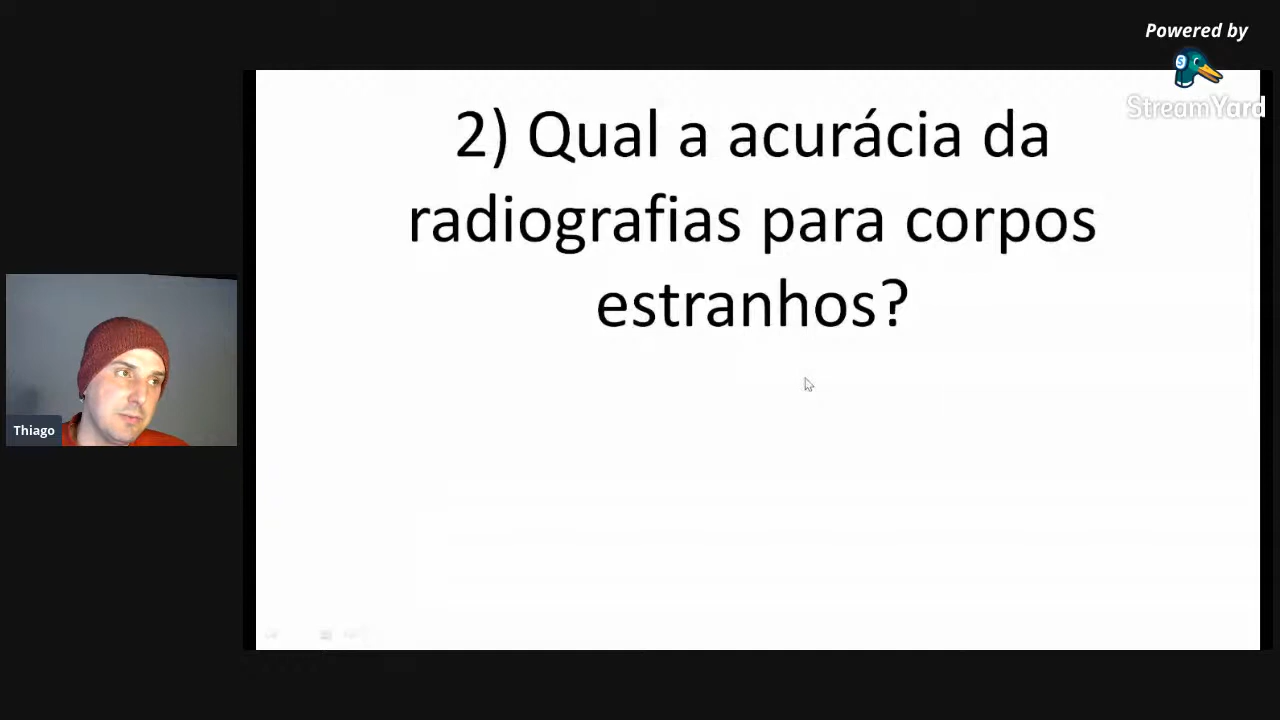 Powered by
StreamYard
2) Qual a acurácia da
radiografias para corpos
estranhos?
Thiago